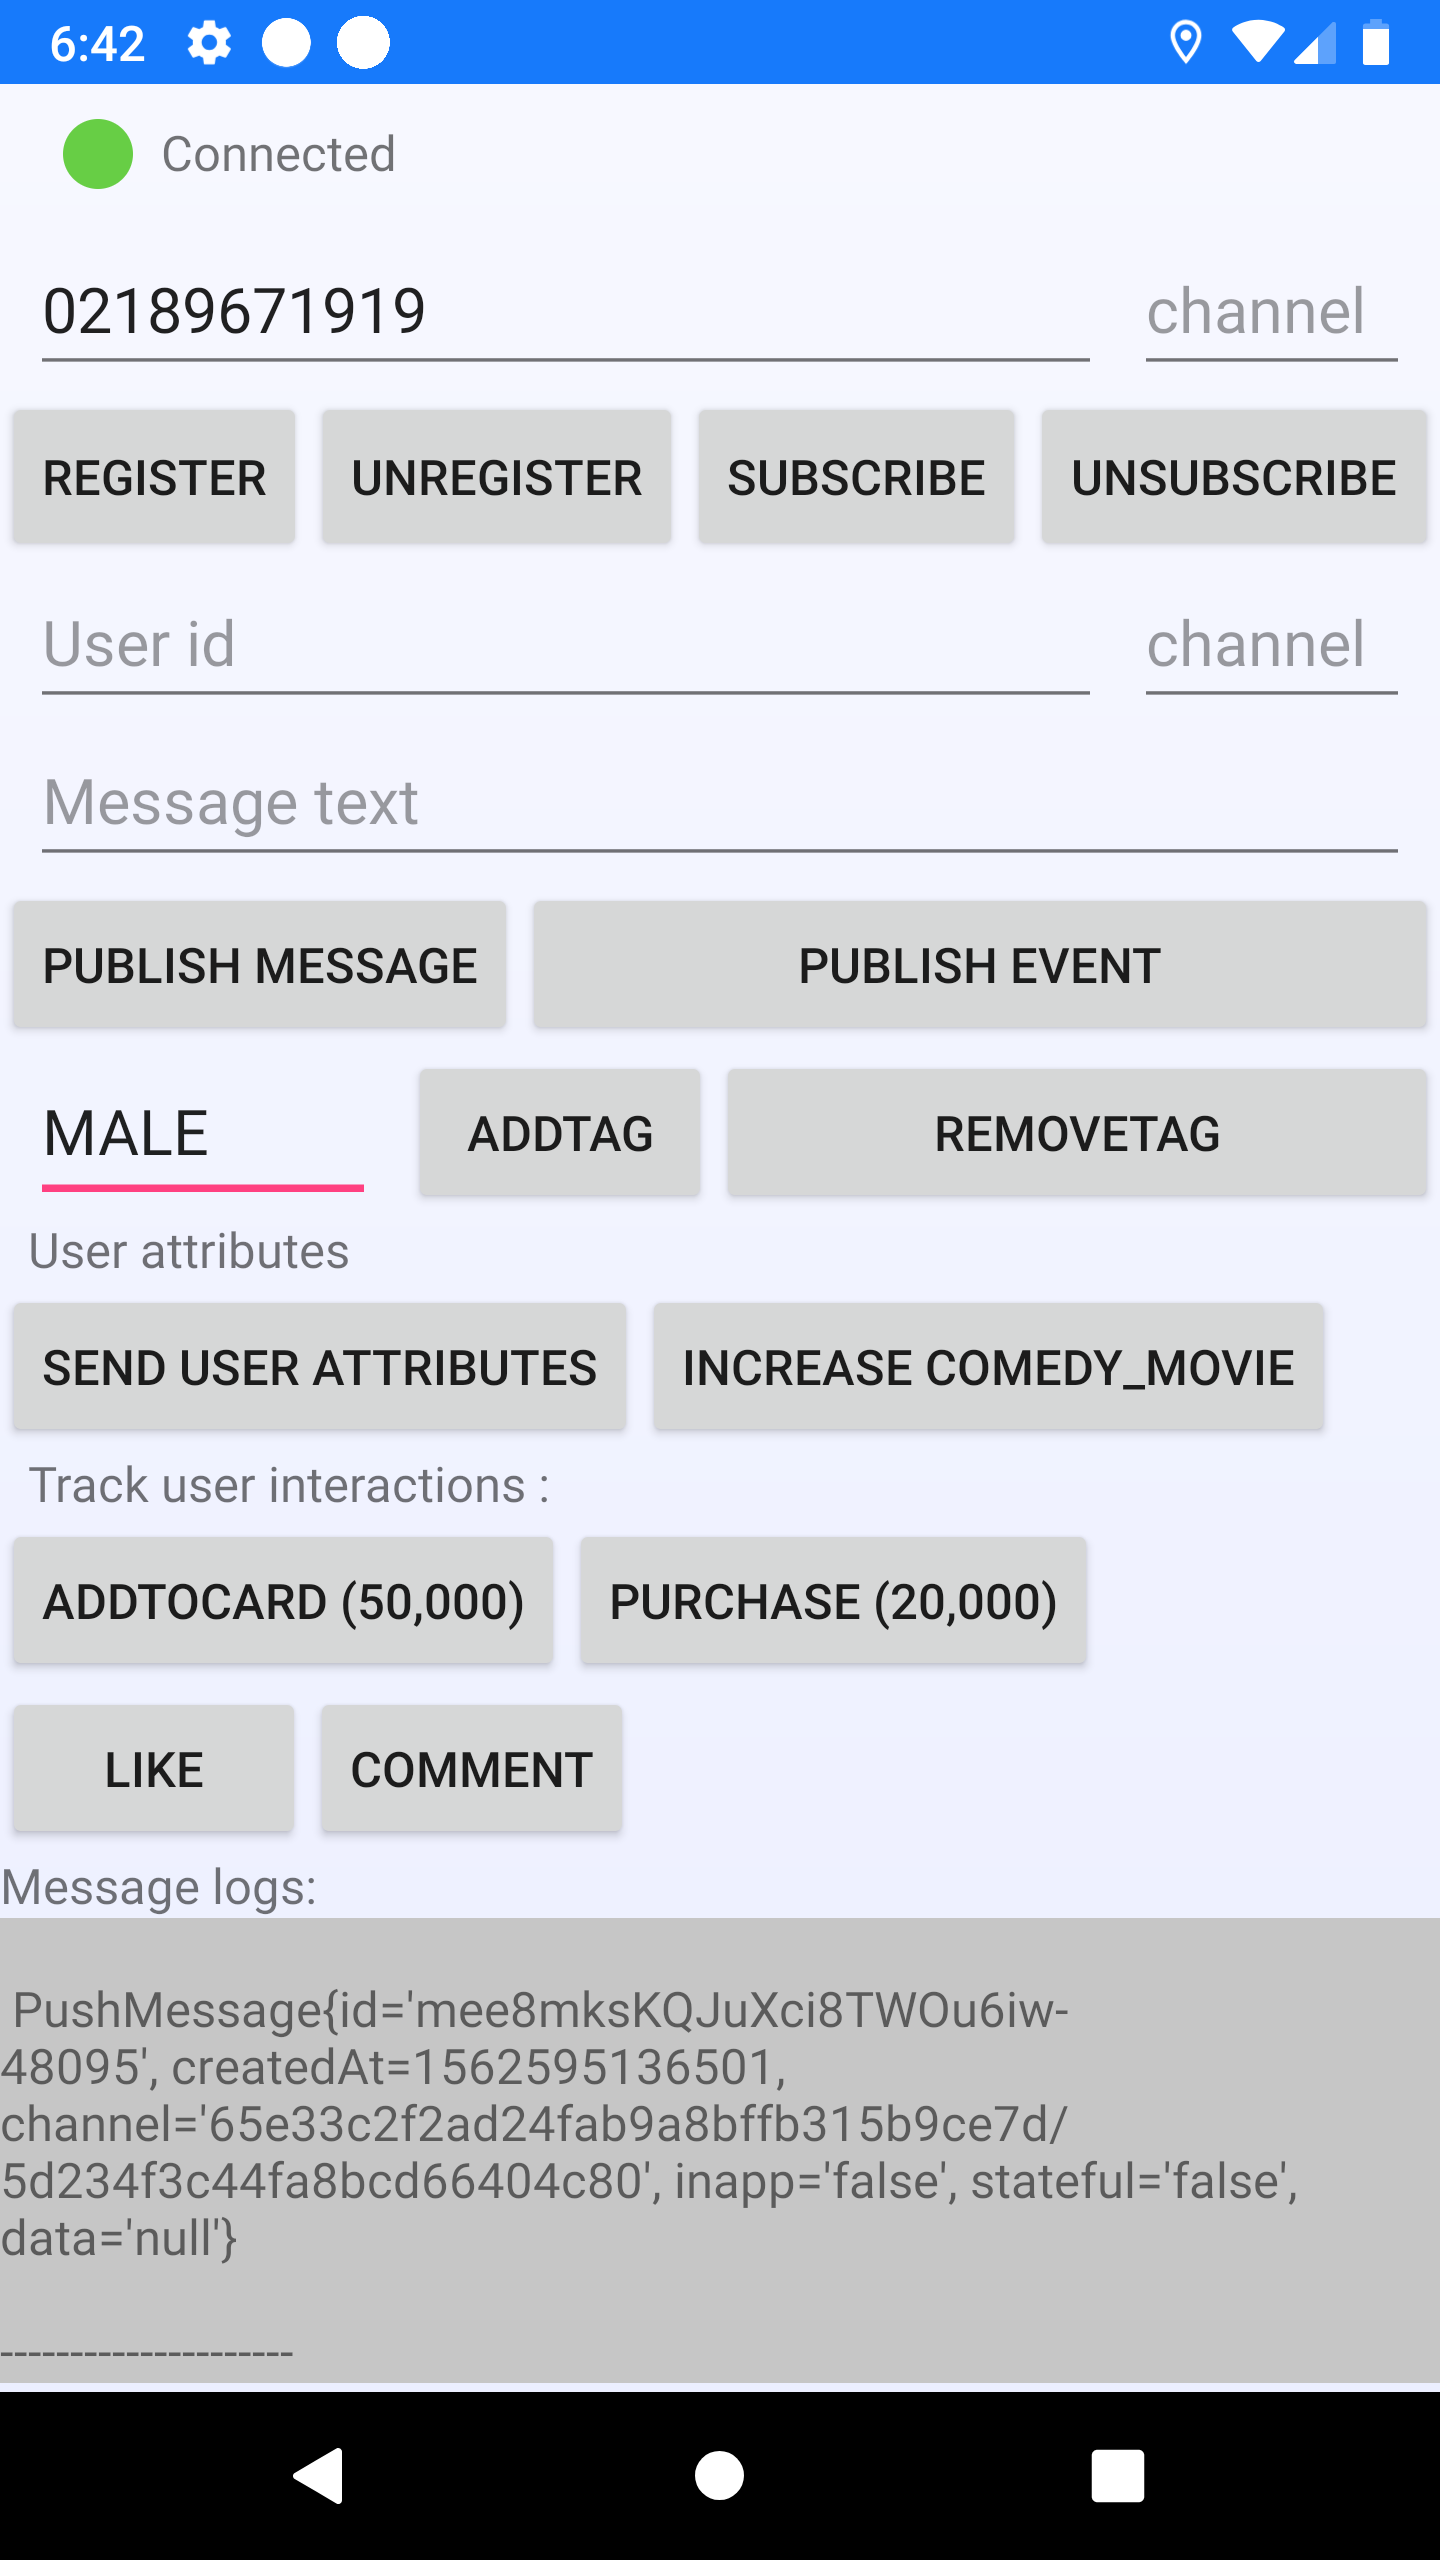 6:42
Connected
02189671919 channel
REGISTER UNREGISTER SUBSCRIBE UNSUBSCRIBE
User id channel
Message text
PUBLISH MESSAGE PUBLISH EVENT
MALE ADDTAG REMOVETAG
User attributes
SEND USER ATTRIBUTES INCREASE COMEDY_MOVIE
Track user interactions :
ADDTOCARD (50,000) PURCHASE (20,000)
LIKE COMMENT
Message logs:
PushMessage{id='mee8mksKQJuXci8TWOu6iw-
48095', createdAt=1562595136501,
channel='65e33c2f2ad24fab9a8bffb315b9ce7d/
5d234f3c44fa8bcd66404c80', inapp='false', stateful='false',
data='null'}
---------------------